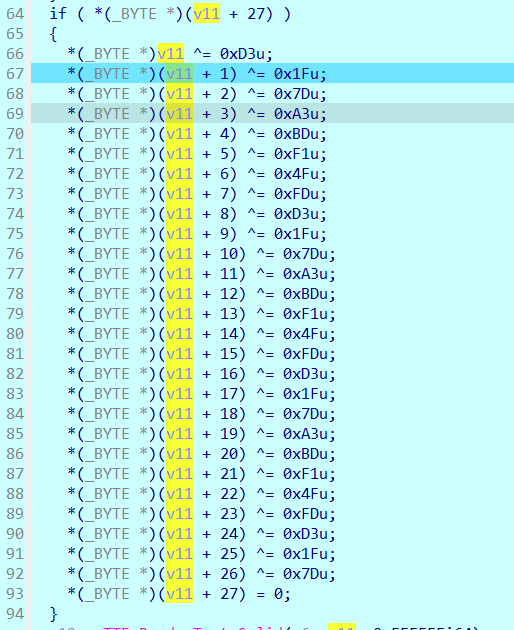 64 if ( *(_BYTE *)(v11 + 27) )
65 {
66 *(_BYTE *)v11 ^= 0xD3u;
67 *(_BYTE *)(v11 + 1) ^= 0x1Fu;
68 *(_BYTE *)(v11 + 2) ^= 0x7Du;
69 *(_BYTE *)(v11 + 3) ^= 0xA3u;
70 *(_BYTE *)(v11 + 4) ^= 0xBDu;
71 *(_BYTE *)(v11 + 5) ^= 0xF1u;
72 *(_BYTE *)(v11 + 6) ^= 0x4Fu;
73 *(_BYTE *)(v11 + 7) ^= 0xFDu;
74 *(_BYTE *)(v11 + 8) ^= 0xD3u;
75 *(_BYTE *)(v11 + 9) ^= 0x1Fu;
76 *(_BYTE *)(v11 + 10) ^= 0x7Du;
77 *(_BYTE *)(v11 + 11) ^= 0xA3u;
78 *(_BYTE *)(v11 + 12) ^= 0xBDu;
79 *(_BYTE *)(v11 + 13) ^= 0xF1u;
80 *(_BYTE *)(v11 + 14) ^= 0x4Fu;
81 *(_BYTE *)(v11 + 15) ^= 0xFDu;
82 *(_BYTE *)(v11 + 16) ^= 0xD3u;
83 *(_BYTE *)(v11 + 17) ^= 0x1Fu;
84 *(_BYTE *)(v11 + 18) ^= 0x7Du;
85 *(_BYTE *)(v11 + 19) ^= 0xA3u;
86 *(_BYTE *)(v11 + 20) ^= 0xBDu;
87 *(_BYTE *)(v11 + 21) ^= 0xF1u;
88 *(_BYTE *)(v11 + 22) ^= 0x4Fu;
89 *(_BYTE *)(v11 + 23) ^= 0xFDu;
90 *(_BYTE *)(v11 + 24) ^= 0xD3u;
91 *(_BYTE *)(v11 + 25) ^= 0x1Fu;
92 *(_BYTE *)(v11 + 26) ^= 0x7Du;
93 *(_BYTE *)(v11 + 27) = 0;
94 }